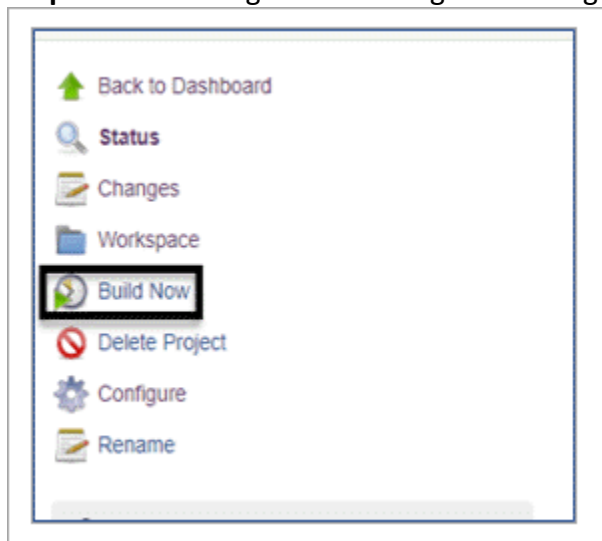 Back to Dashboard
Status
Changes
Workspace
Build Now
Delete Project
Configure
Rename